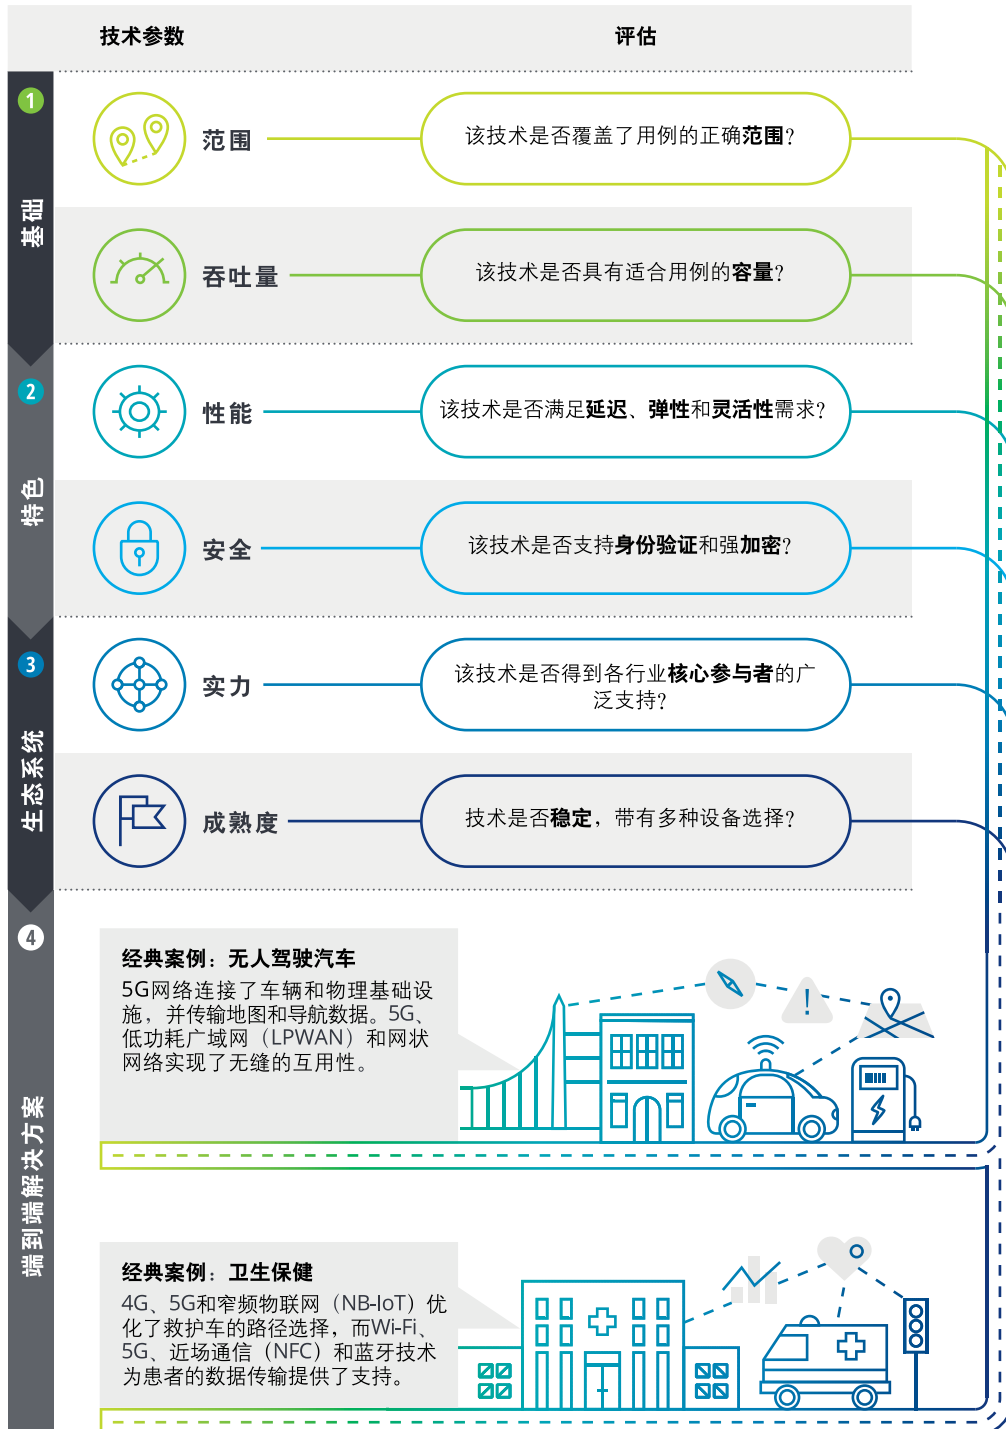 技术参数 评估
1
基础
范围
该技术是否覆盖了用例的正确范围？
吞吐量
该技术是否具有适合用例的容量？
2
特色
性能
该技术是否满足延迟、弹性和灵活性需求？
安全
该技术是否支持身份验证和强加密？
3
生态系统
实力
该技术是否得到各行业核心参与者的广
泛支持？
成熟度
技术是否稳定，带有多种设备选择？
4
端到端解决方案
经典案例：无人驾驶汽车
5G网络连接了车辆和物理基础设
施，并传输地图和导航数据。5G、
低功耗广域网（LPWAN）和网状
网络实现了无缝的互用性。
!
经典案例：卫生保健
4G、5G和窄频物联网（NB-IoT）优
化了救护车的路径选择，而Wi-Fi、
5G、近场通信（NFC）和蓝牙技术
为患者的数据传输提供了支持。